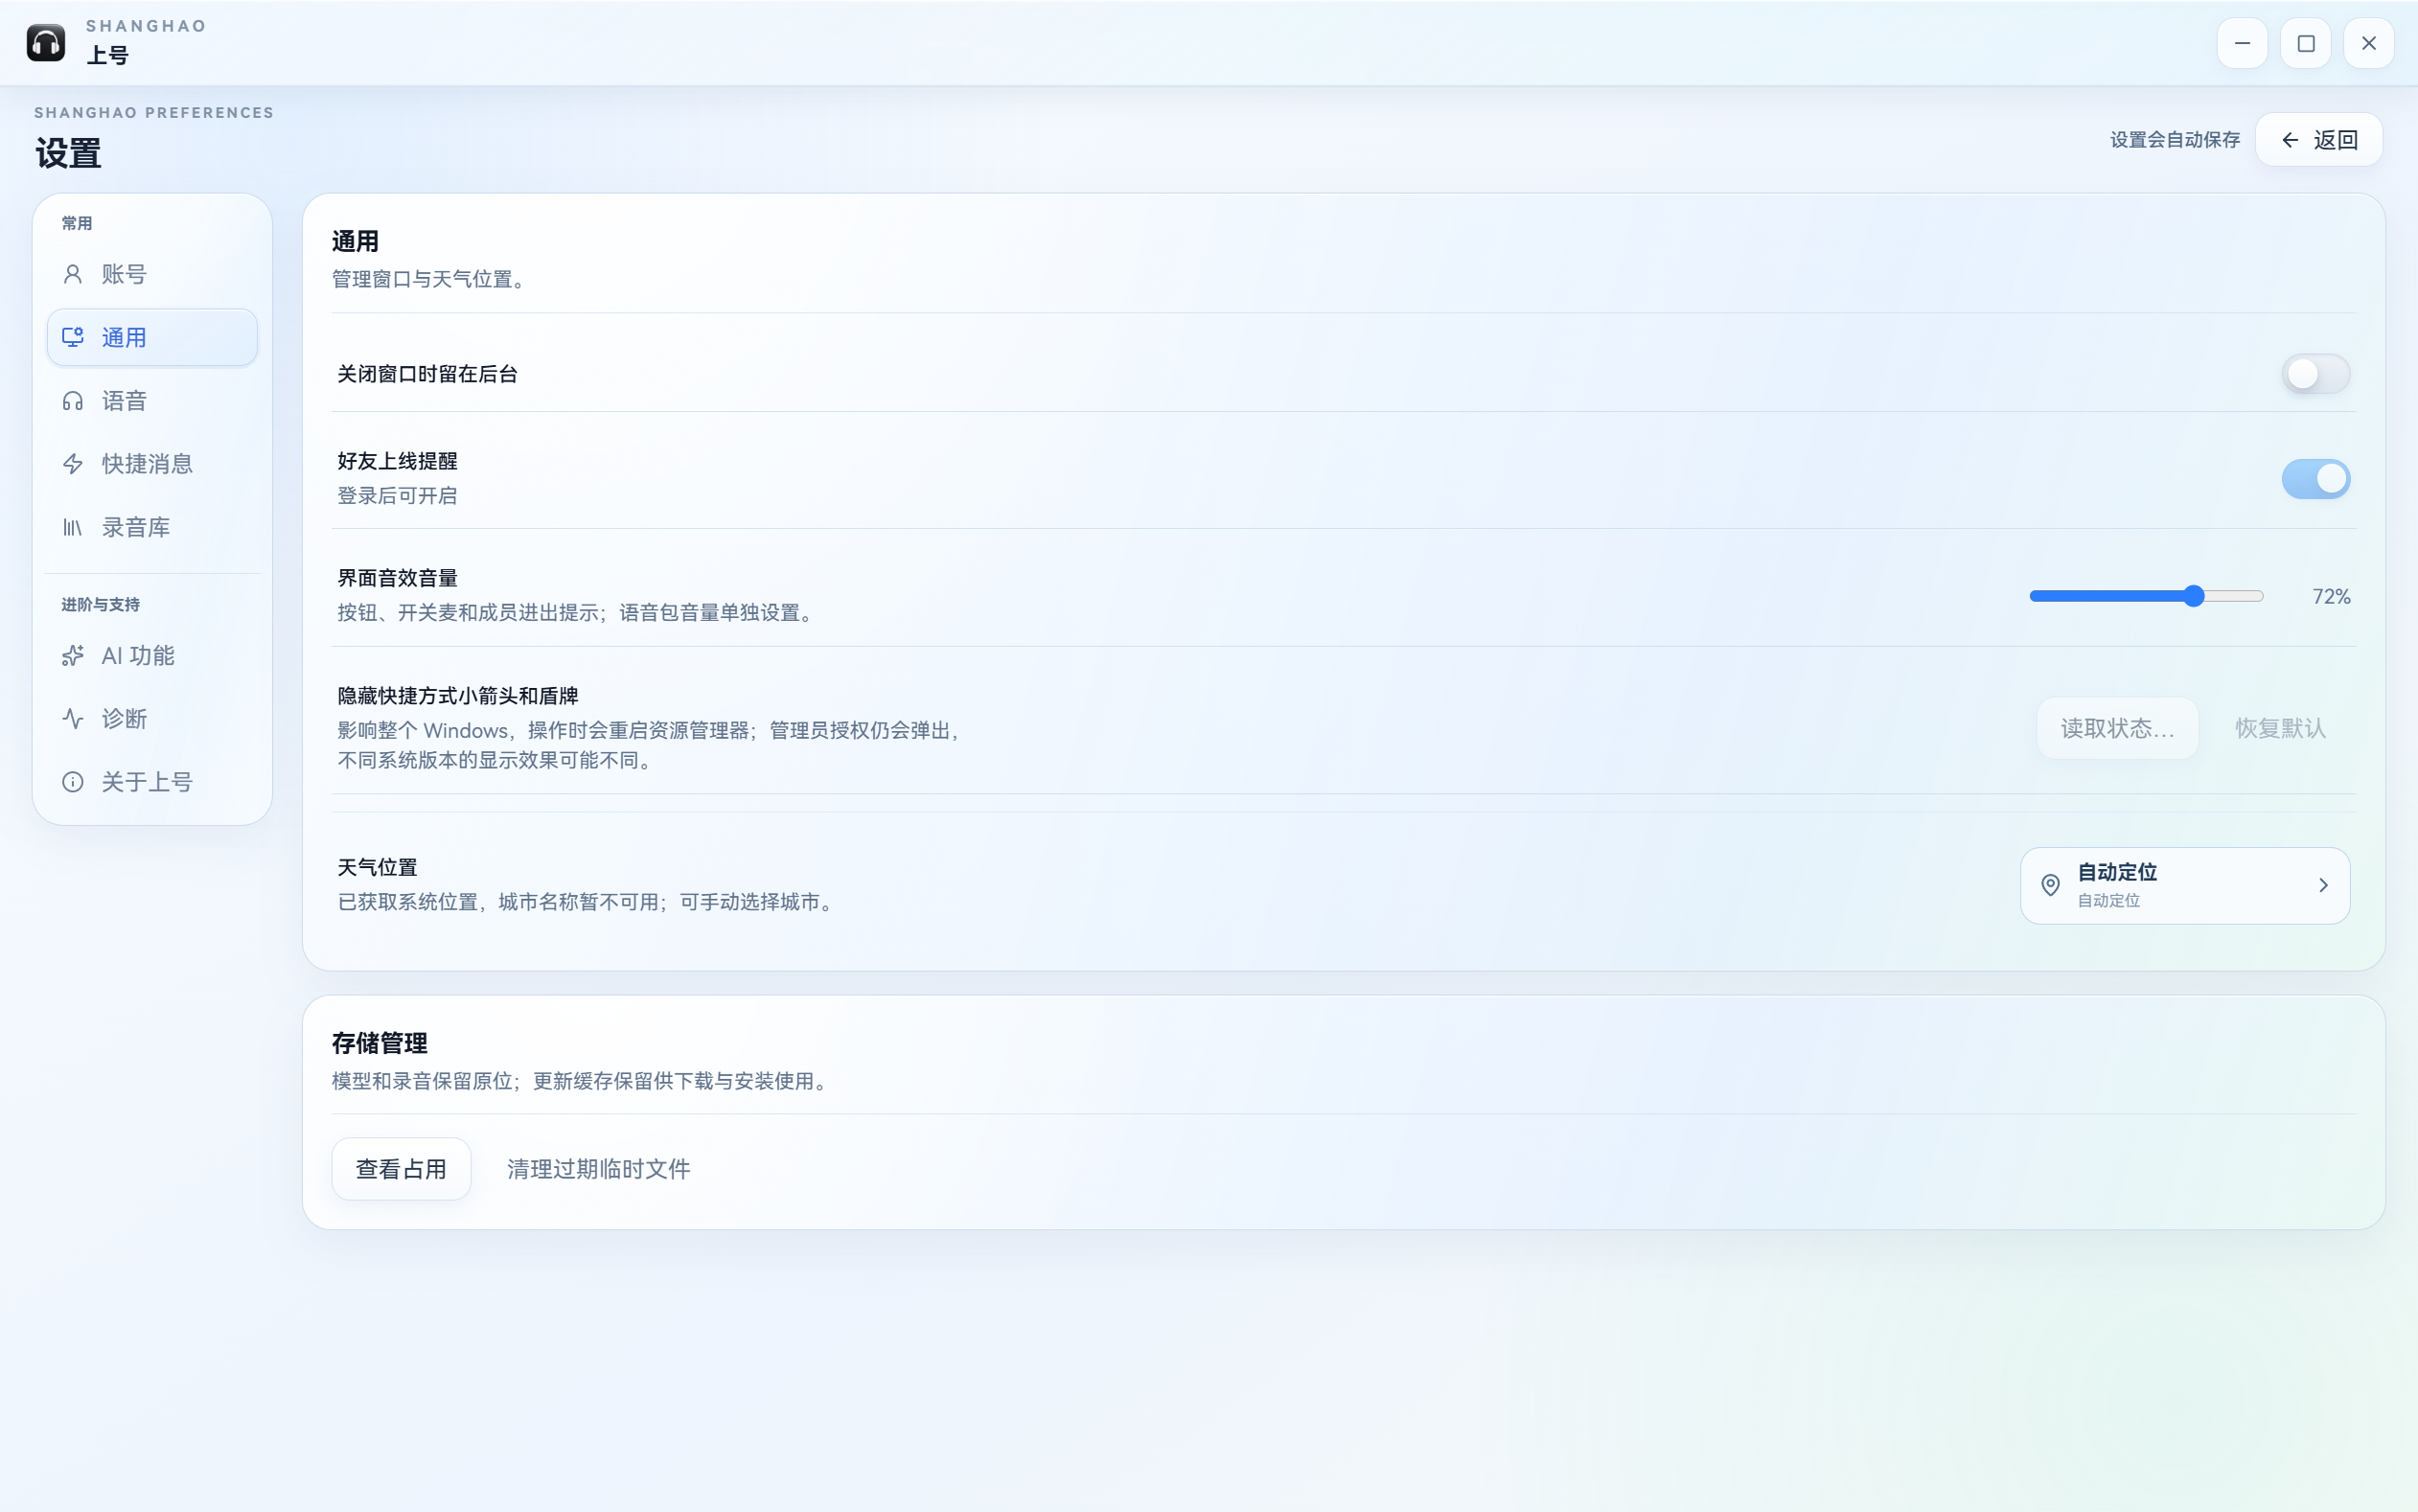 SHANGHAO
上号
SHANGHAO PREFERENCES
设置
设置会自动保存
返回
常用
账号
通用
语音
快捷消息
录音库
进阶与支持
AI 功能
诊断
关于上号
通用
管理窗口与天气位置。
关闭窗口时留在后台
好友上线提醒
登录后可开启
界面音效音量
按钮、开关麦和成员进出提示；语音包音量单独设置。
72%
隐藏快捷方式小箭头和盾牌
影响整个 Windows，操作时会重启资源管理器；管理员授权仍会弹出，
不同系统版本的显示效果可能不同。
读取状态...
恢复默认
天气位置
已获取系统位置，城市名称暂不可用；可手动选择城市。
自动定位
自动定位
存储管理
模型和录音保留原位；更新缓存保留供下载与安装使用。
查看占用
清理过期临时文件